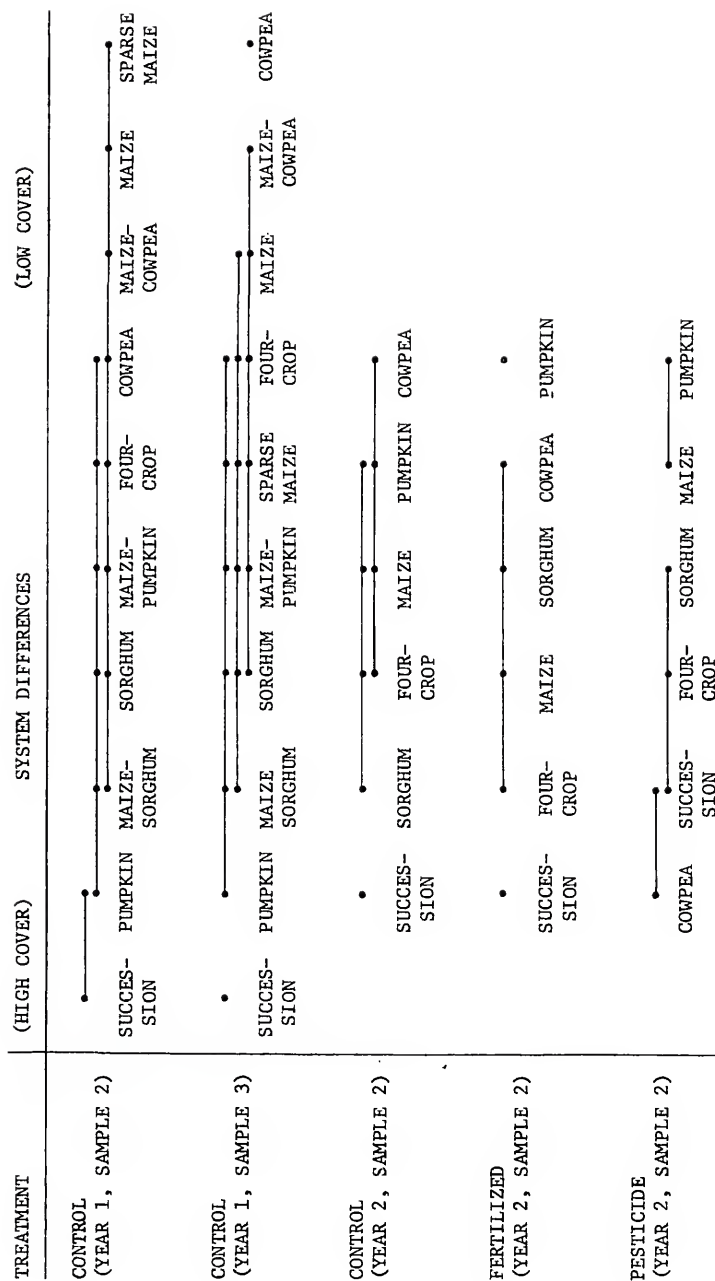 TREATMENT (HIGH COVER) SYSTEM DIFFERENCES (LOW COVER)
CONTROL
(YEAR 1, SAMPLE 2)
SUCCES-
SION
PUMPKIN
MAIZE-
SORGHUM
SORGHUM
MAIZE-
PUMPKIN
FOUR-
CROP
COWPEA
MAIZE-
COWPEA
MAIZE
SPARSE
MAIZE
CONTROL
(YEAR 1, SAMPLE 3)
SUCCES-
SION
PUMPKIN
MAIZE
SORGHUM
SORGHUM
MAIZE-
PUMPKIN
SPARSE
MAIZE
FOUR-
CROP
MAIZE
MAIZE-
COWPEA
COWPEA
CONTROL
(YEAR 2, SAMPLE 2)
SUCCES-
SION
SORGHUM
FOUR-
CROP
MAIZE
PUMPKIN
COWPEA
FERTILIZED
(YEAR 2, SAMPLE 2)
SUCCES-
SION
FOUR-
CROP
MAIZE
SORGHUM
COWPEA
PUMPKIN
PESTICIDE
(YEAR 2, SAMPLE 2)
COWPEA
SUCCES-
SION
FOUR-
CROP
SORGHUM
MAIZE
PUMPKIN